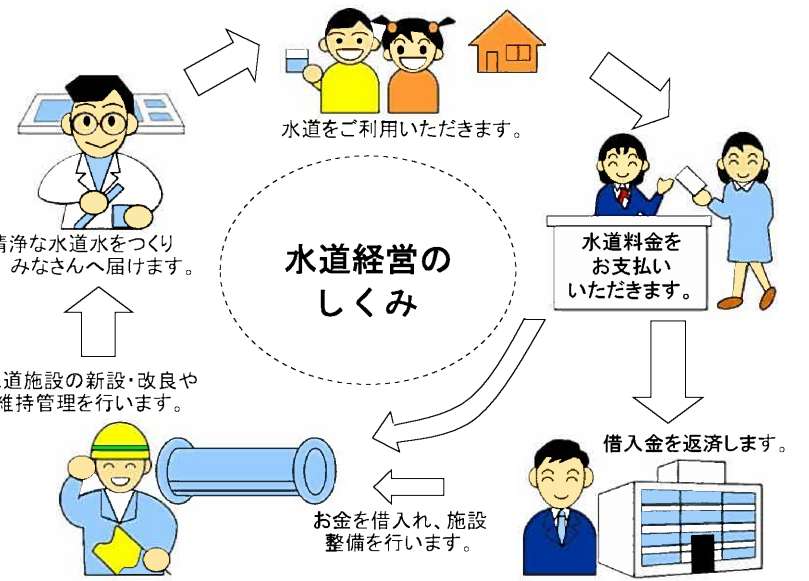 水道をご利用いただきます。
水道料金を
お支払い
いただきます。
借入金を返済します。
お金を借入れ、施設
整備を行います。
道施設の新設・改良や
維持管理を行います。
清浄な水道水をつくり
みなさんへ届けます。
水道経営の
しくみ